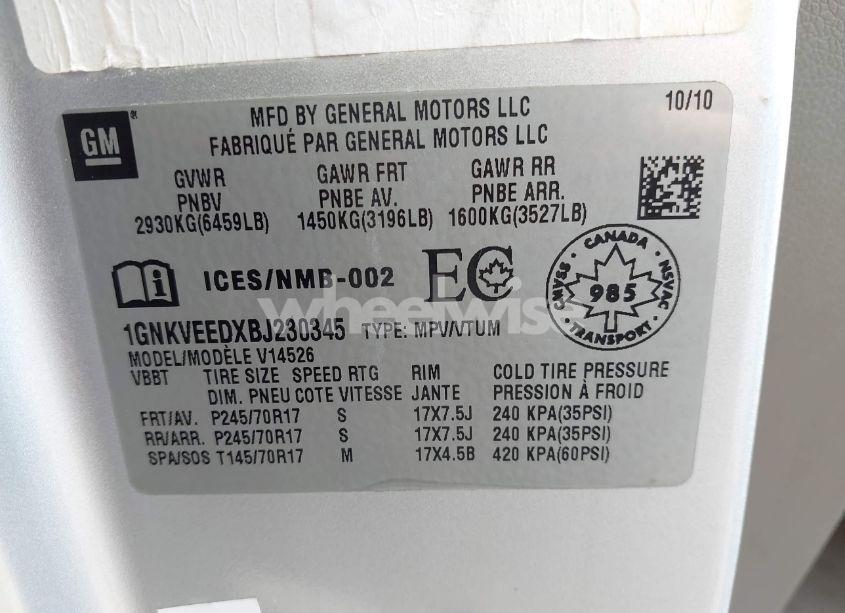 GM
MFD BY GENERAL MOTORS LLC
10/10
FABRIQUÉ PAR GENERAL MOTORS LLC
GVWR GAWR FRT GAWR RR
PNBV PNBE AV. PNBE ARR.
2930KG(6459LB) 1450KG(3196LB) 1600KG(3527LB)
ICES/NMB-002 EC
CANADA
NSVAC
985
TRANSPORT
SSAMC
wheelwise
1GNKVEEDXBJ230345 TYPE: MPV/VTUM
MODEL/MODÈLE V14526
VBBT TIRE SIZE SPEED RTG RIM COLD TIRE PRESSURE
DIM. PNEU COTE VITESSE JANTE PRESSION À FROID
FRT/AV. P245/70R17 S 17X7.5J 240 KPA(35PSI)
RR/ARR. P245/70R17 S 17X7.5J 240 KPA(35PSI)
SPA/SOS T145/70R17 M 17X4.5B 420 KPA(60PSI)